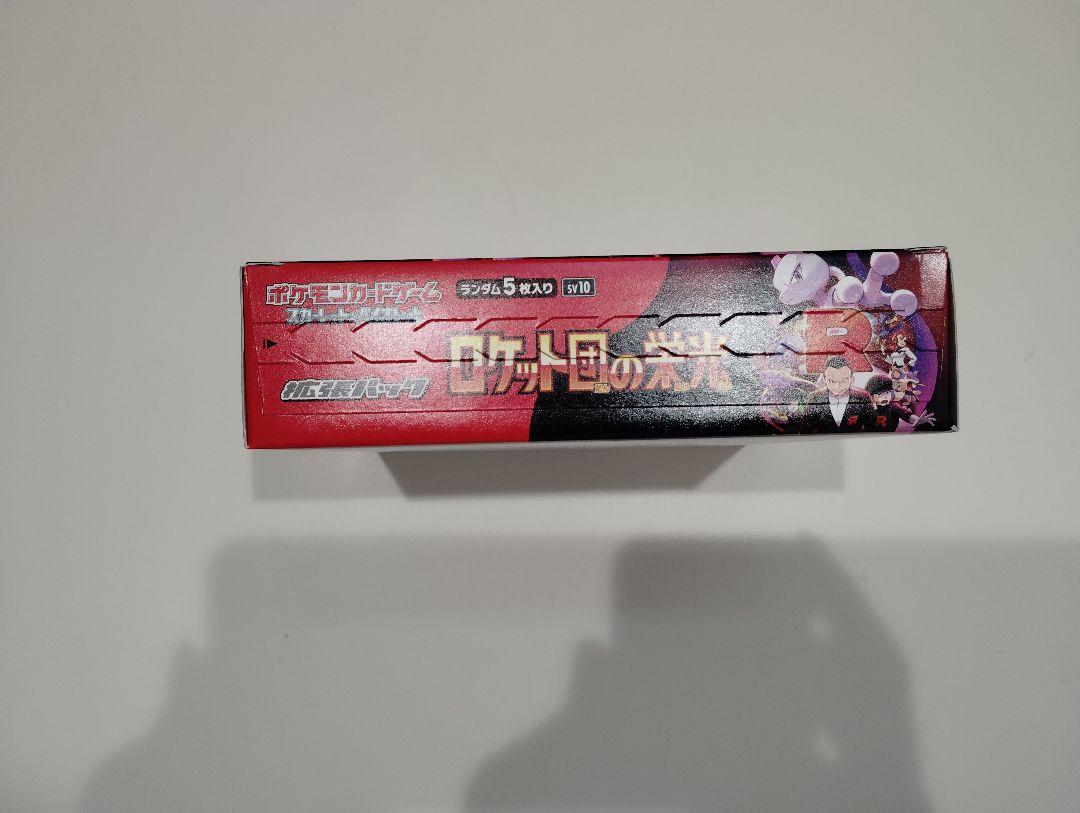 ポケモンカードゲーム
スカーレット&バイオレット
ランダム5枚入り
SV10
拡張パック
ロケット団の栄光
R
R
R